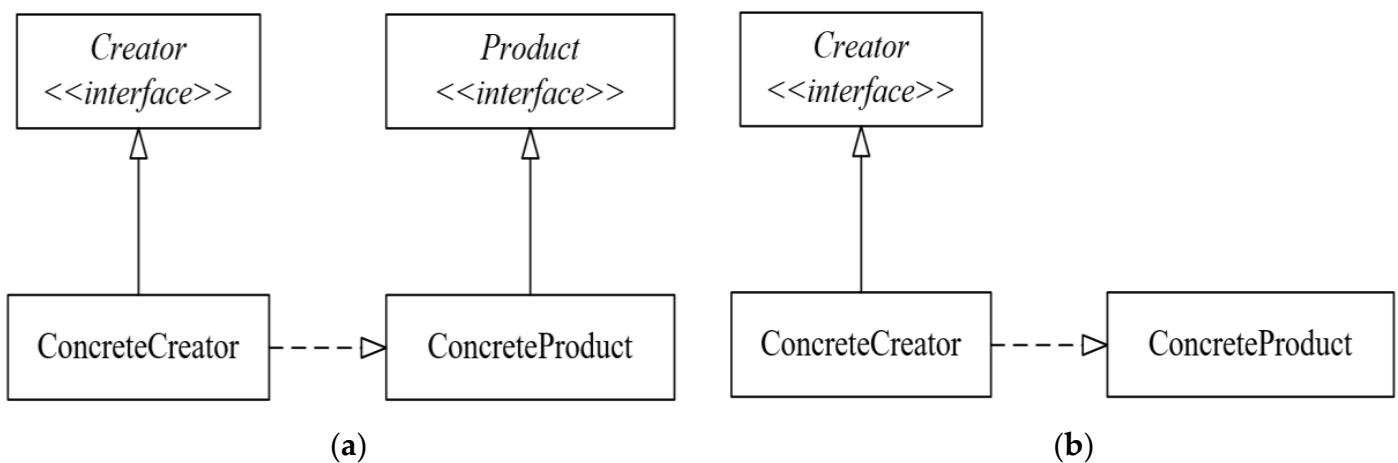 Creator
<<interface>>
Product
<<interface>>
Creator
<<interface>>
ConcreteCreator
ConcreteProduct
ConcreteCreator
ConcreteProduct
(a)
(b)